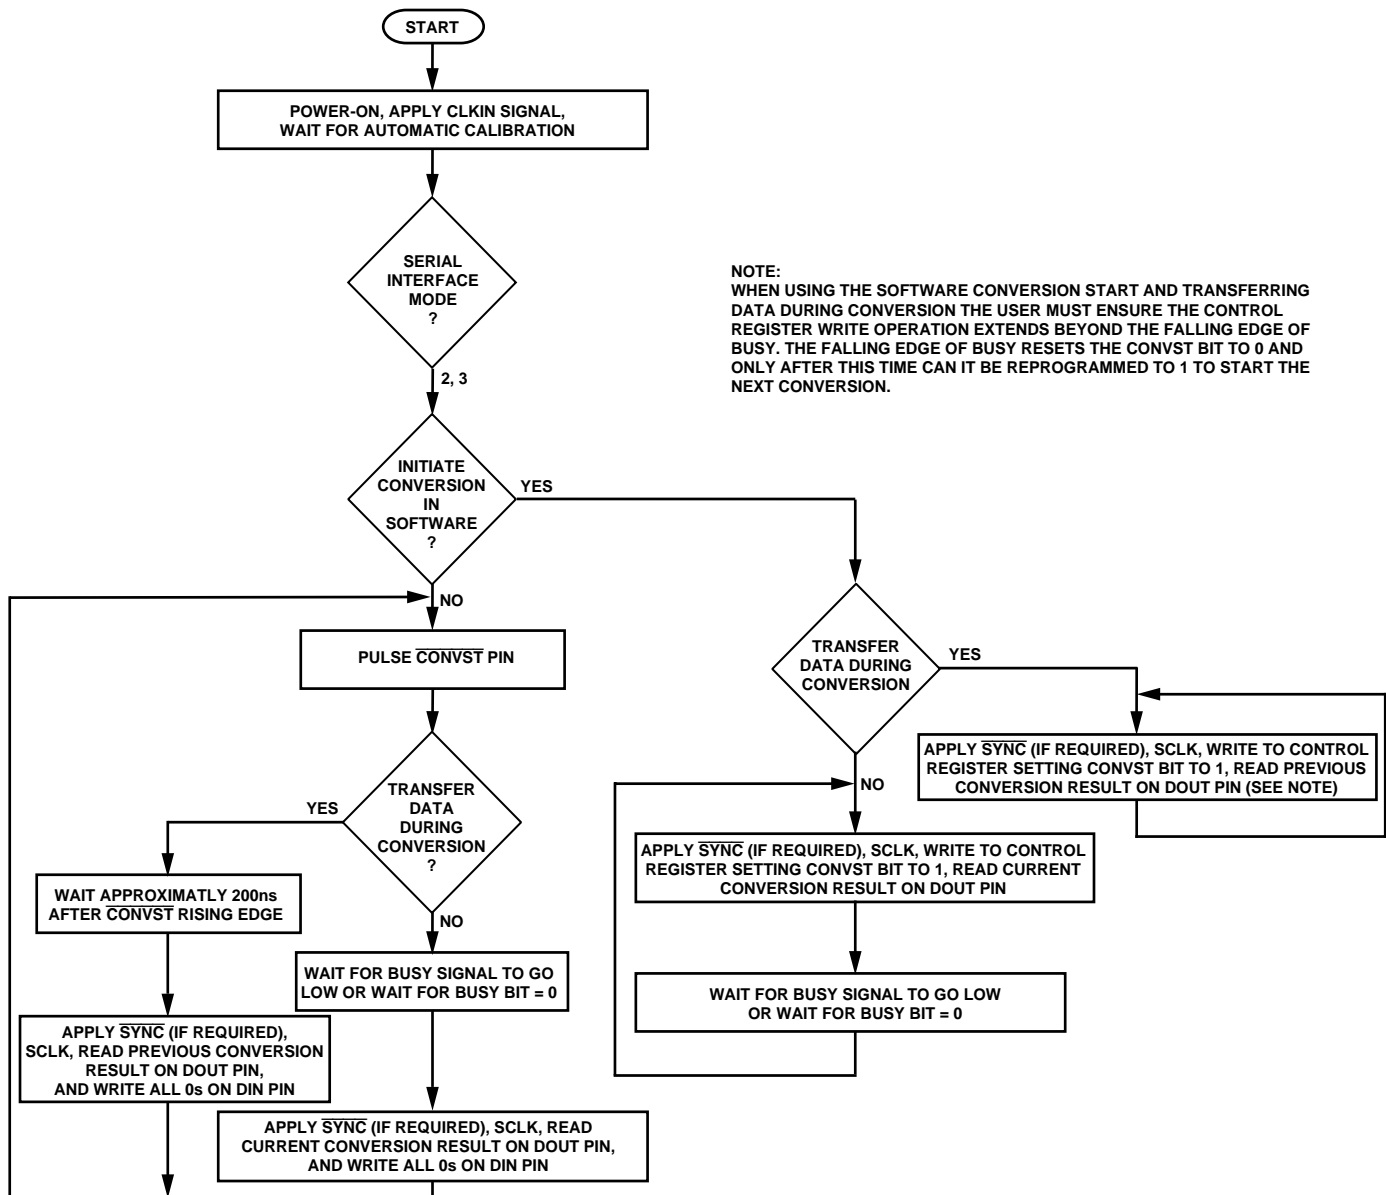 START
POWER-ON, APPLY CLKIN SIGNAL,
WAIT FOR AUTOMATIC CALIBRATION
SERIAL
INTERFACE
MODE
?
2, 3
NOTE:
WHEN USING THE SOFTWARE CONVERSION START AND TRANSFERRING
DATA DURING CONVERSION THE USER MUST ENSURE THE CONTROL
REGISTER WRITE OPERATION EXTENDS BEYOND THE FALLING EDGE OF
BUSY. THE FALLING EDGE OF BUSY RESETS THE CONVST BIT TO 0 AND
ONLY AFTER THIS TIME CAN IT BE REPROGRAMMED TO 1 TO START THE
NEXT CONVERSION.
INITIATE
CONVERSION
IN
SOFTWARE
?
YES
NO
PULSE CONVST PIN
TRANSFER
DATA DURING
CONVERSION
YES
APPLY SYNC (IF REQUIRED), SCLK, WRITE TO CONTROL
REGISTER SETTING CONVST BIT TO 1, READ PREVIOUS
CONVERSION RESULT ON DOUT PIN (SEE NOTE)
NO
APPLY SYNC (IF REQUIRED), SCLK, WRITE TO CONTROL
REGISTER SETTING CONVST BIT TO 1, READ CURRENT
CONVERSION RESULT ON DOUT PIN
WAIT FOR BUSY SIGNAL TO GO LOW
OR WAIT FOR BUSY BIT = 0
TRANSFER
DATA
DURING
CONVERSION
?
YES
WAIT APPROXIMATLY 200ns
AFTER CONVST RISING EDGE
NO
WAIT FOR BUSY SIGNAL TO GO
LOW OR WAIT FOR BUSY BIT = 0
APPLY SYNC (IF REQUIRED),
SCLK, READ PREVIOUS CONVERSION
RESULT ON DOUT PIN,
AND WRITE ALL 0s ON DIN PIN
APPLY SYNC (IF REQUIRED), SCLK, READ
CURRENT CONVERSION RESULT ON DOUT PIN,
AND WRITE ALL 0s ON DIN PIN